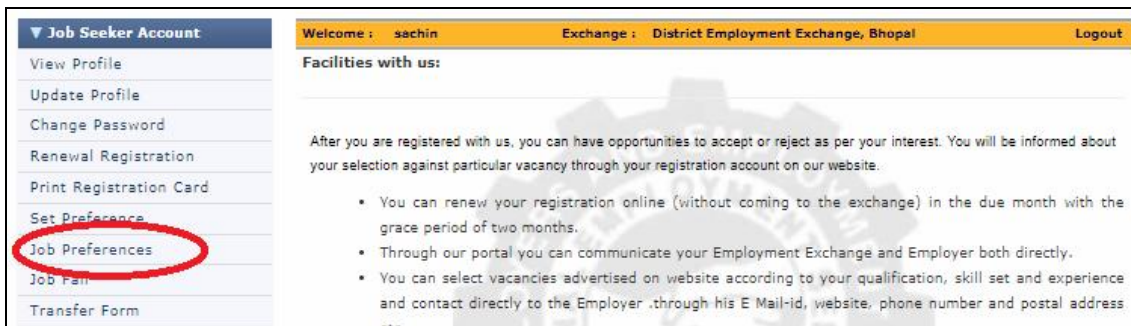 ▼ Job Seeker Account
View Profile
Update Profile
Change Password
Renewal Registration
Print Registration Card
Set Preference
Job Preferences
Job Fair
Transfer Form
Welcome : sachin Exchange : District Employment Exchange, Bhopal Logout
Facilities with us:
After you are registered with us, you can have opportunities to accept or reject as per your interest. You will be informed about
your selection against particular vacancy through your registration account on our website.
• You can renew your registration online (without coming to the exchange) in the due month with the
grace period of two months.
• Through our portal you can communicate your Employment Exchange and Employer both directly.
• You can select vacancies advertised on website according to your qualification, skill set and experience
and contact directly to the Employer .through his E Mail-id, website, phone number and postal address